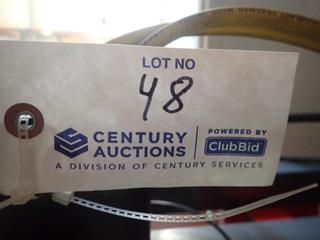 LOT NO
48
CENTURY AUCTIONS
POWERED BY
ClubBid
A DIVISION OF CENTURY SERVICES